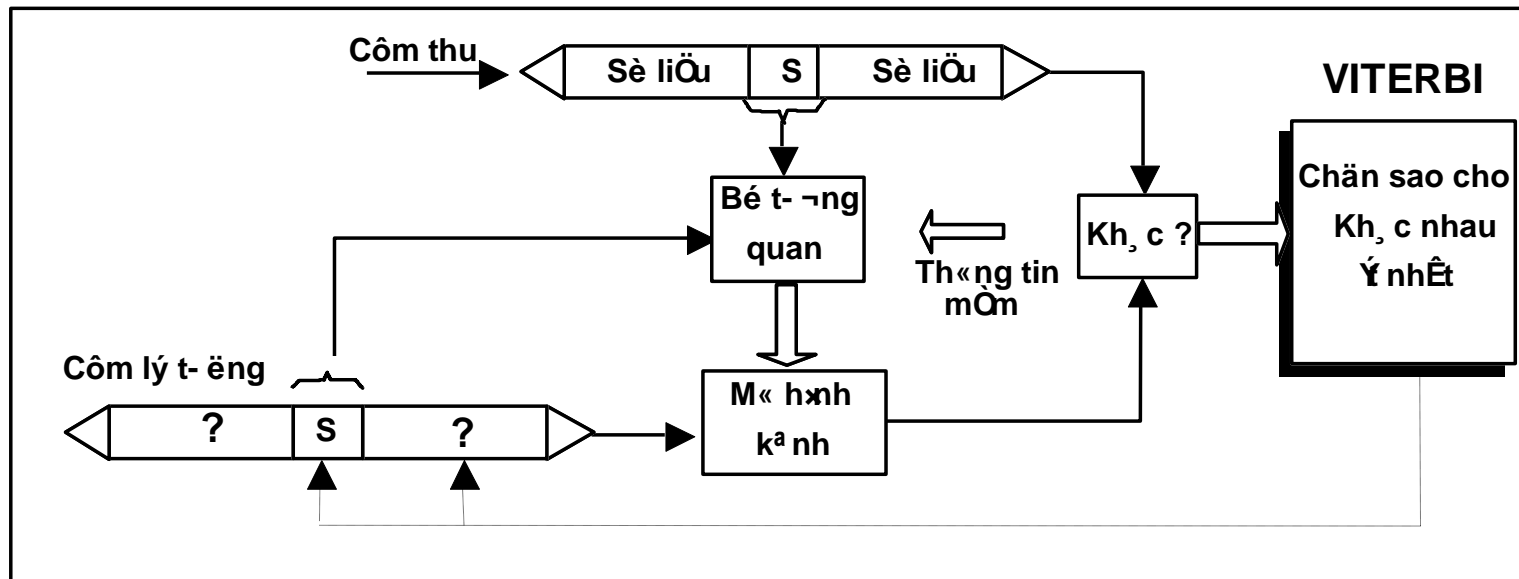 Côm thu
Sè liÖu S Sè liÖu
VITERBI
Chän sao cho
Kh¸c nhau
Ýt nhÊt
Bé t-¬ng
quan
Kh¸c ?
Th«ng tin
mÒm
Côm lý t-ëng
? S ?
M« h×nh
kªnh